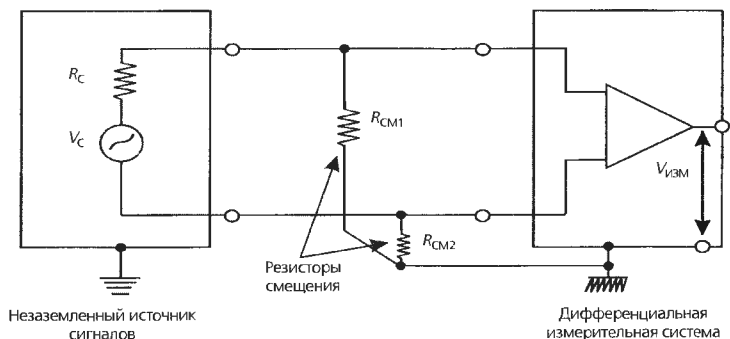 R_C
V_C
R_СМ1
R_СМ2
V_ИЗМ
Резисторы
смещения
Незаземленный источник
сигналов
Дифференциальная
измерительная система